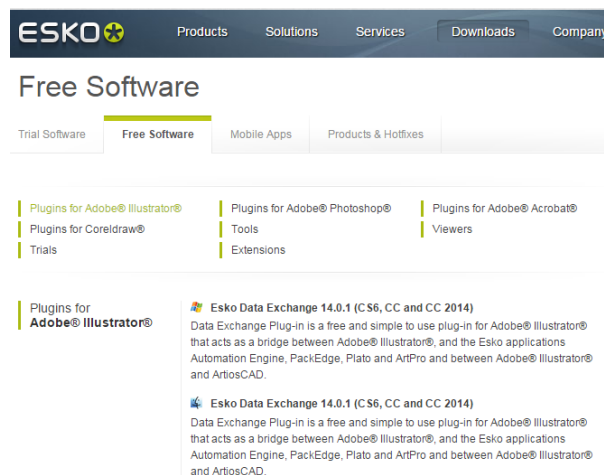 ESKO
Products Solutions Services Downloads Company
Free Software
Trial Software Free Software Mobile Apps Products & Hotfixes
Plugins for Adobe® Illustrator® Plugins for Adobe® Photoshop® Plugins for Adobe® Acrobat®
Plugins for Coreldraw® Tools Viewers
Trials Extensions
Plugins for
Adobe® Illustrator®
Esko Data Exchange 14.0.1 (CS6, CC and CC 2014)
Data Exchange Plug-in is a free and simple to use plug-in for Adobe® Illustrator®
that acts as a bridge between Adobe® Illustrator®, and the Esko applications
Automation Engine, PackEdge, Plato and ArtPro and between Adobe® Illustrator®
and ArtiosCAD.
Esko Data Exchange 14.0.1 (CS6, CC and CC 2014)
Data Exchange Plug-in is a free and simple to use plug-in for Adobe® Illustrator®
that acts as a bridge between Adobe® Illustrator®, and the Esko applications
Automation Engine, PackEdge, Plato and ArtPro and between Adobe® Illustrator®
and ArtiosCAD.